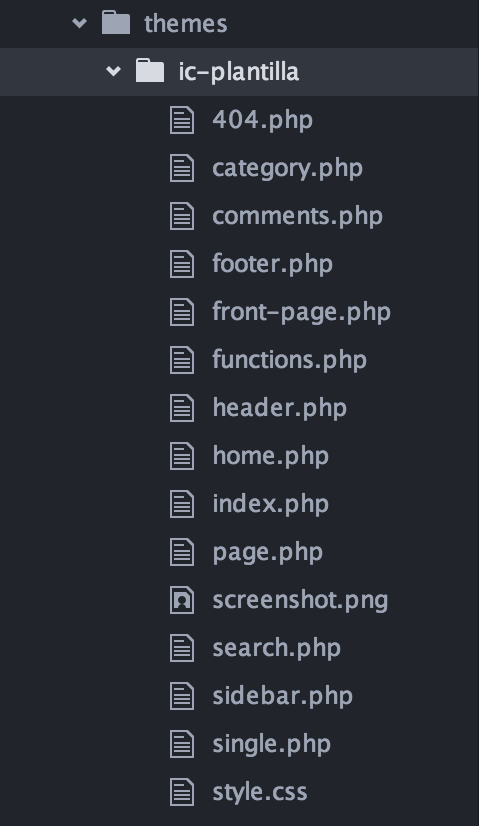 themes
ic-plantilla
404.php
category.php
comments.php
footer.php
front-page.php
functions.php
header.php
home.php
index.php
page.php
screenshot.png
search.php
sidebar.php
single.php
style.css